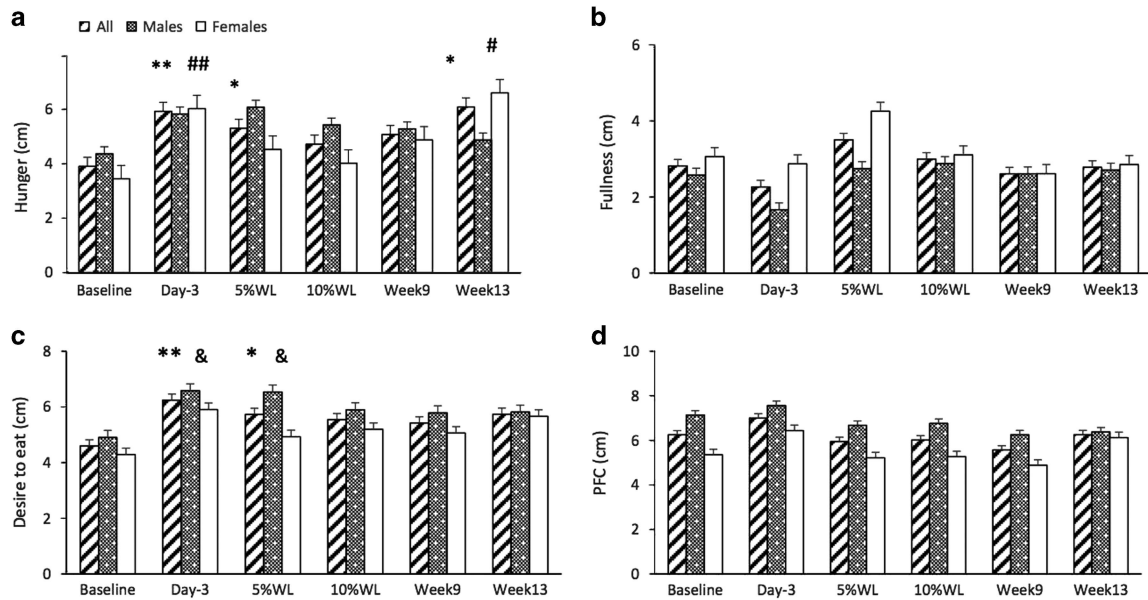 a
All Males Females
** ## * * #
Hunger (cm)
6
4
2
0
Baseline Day-3 5%WL 10%WL Week9 Week13
b
Fullness (cm)
6
4
2
0
Baseline Day-3 5%WL 10%WL Week9 Week13
c
** & * &
Desire to eat (cm)
8
6
4
2
0
Baseline Day-3 5%WL 10%WL Week9 Week13
d
PFC (cm)
10
8
6
4
2
0
Baseline Day-3 5%WL 10%WL Week9 Week13